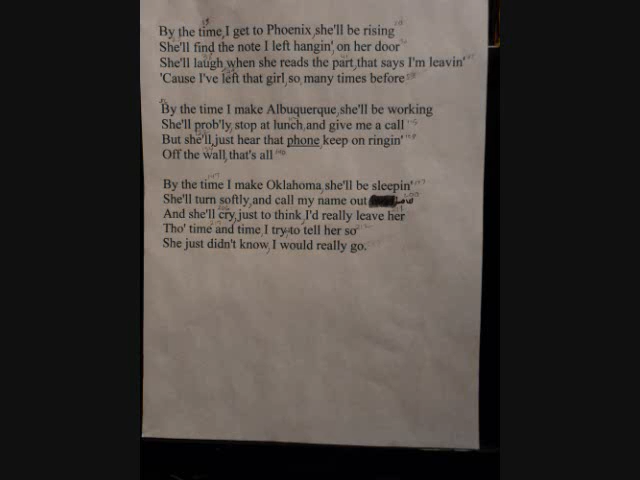 By the time, I get to Phoenix, she'll be rising
She'll find the note I left hangin', on her door
She'll laugh, when she reads the part, that says I'm leavin'
'Cause I've left that girl, so many times before

By the time I make Albuquerque, she'll be working
She'll prob'ly stop at lunch, and give me a call
But she'll, just hear that phone, keep on ringin'
Off the wall, that's all

By the time I make Oklahoma, she'll be sleepin'
She'll turn softly, and call my name out Low
And she'll cry, just to think, I'd really leave her
Tho' time and time, I try to tell her so
She just didn't know, I would really go.